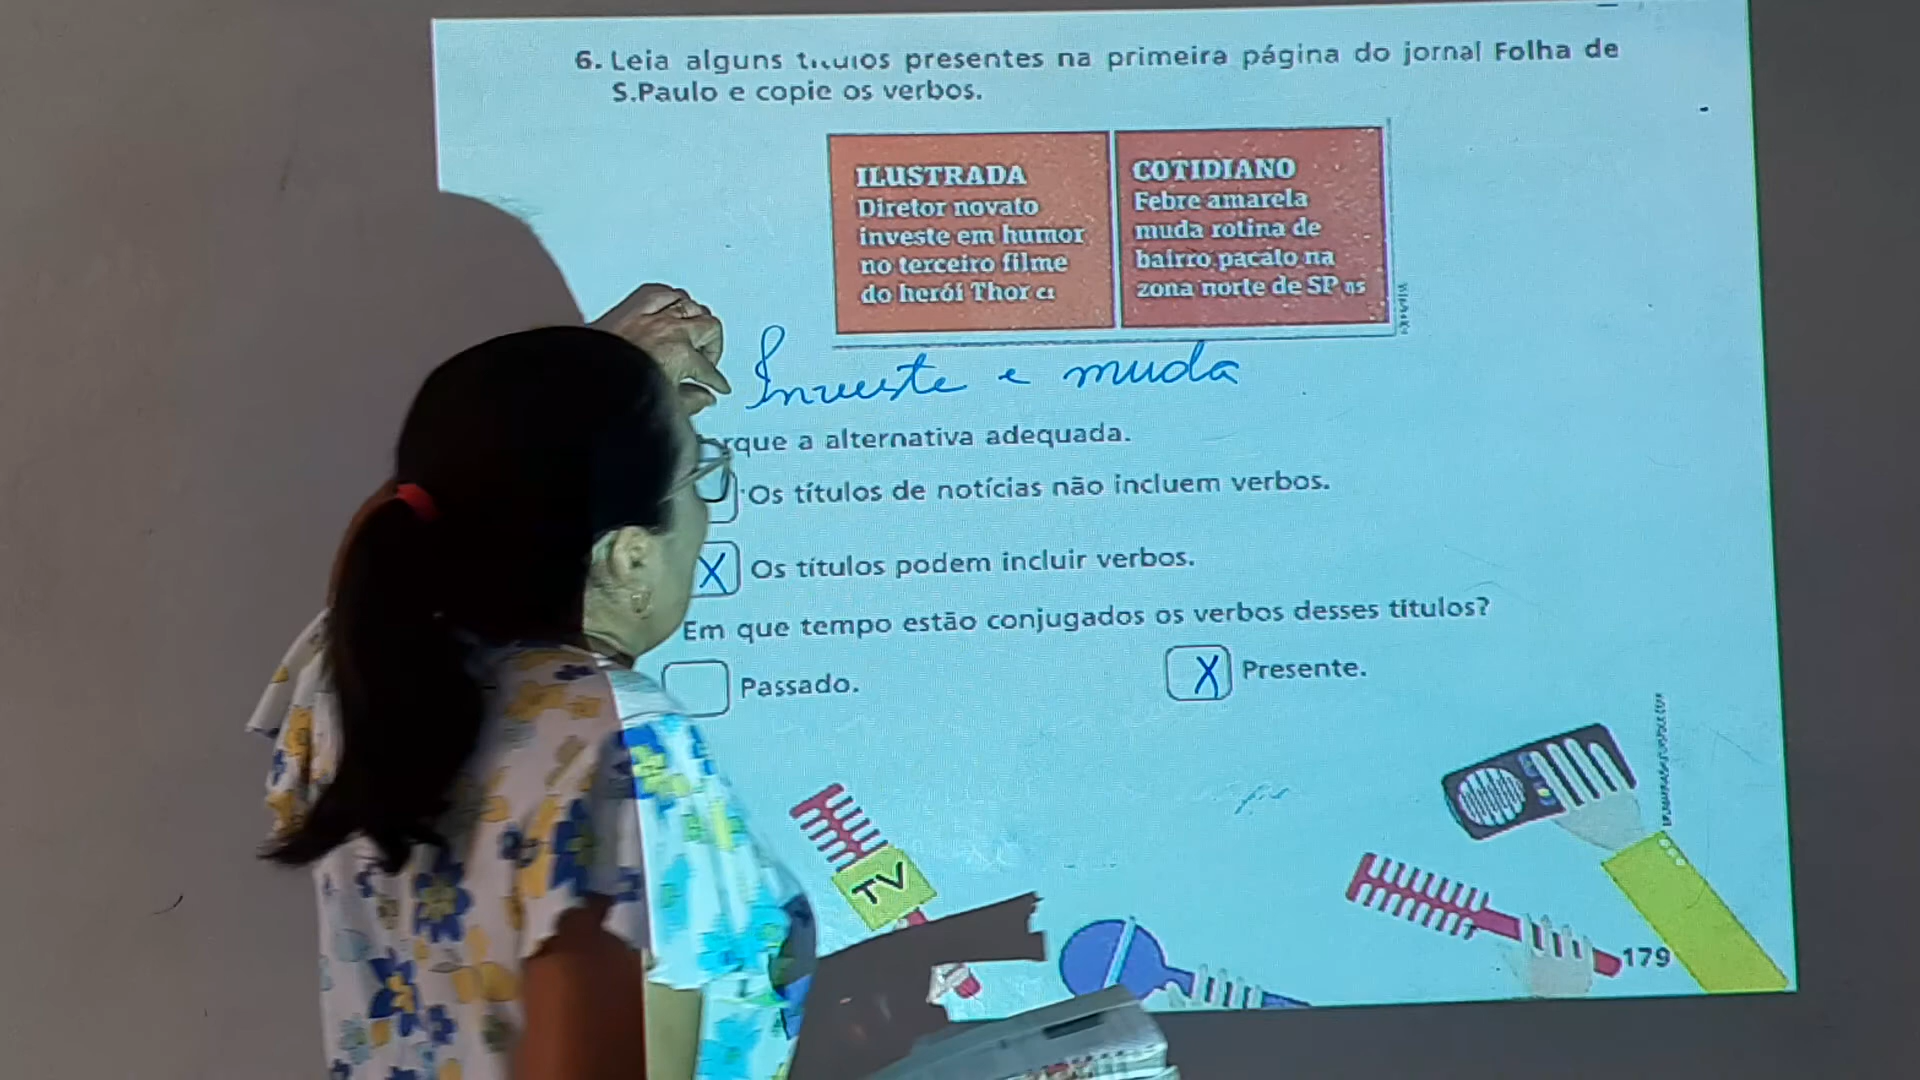 6. Leia alguns títulos presentes na primeira página do jornal Folha de
S.Paulo e copie os verbos.
ILUSTRADA
Diretor novato
investe em humor
no terceiro filme
do herói Thor C1
COTIDIANO
Febre amarela
muda rotina de
bairro pacato na
zona norte de SP B5
Investe e muda
rque a alternativa adequada.
Os títulos de notícias não incluem verbos.
X Os títulos podem incluir verbos.
Em que tempo estão conjugados os verbos desses títulos?
Passado.
X Presente.
TV
179